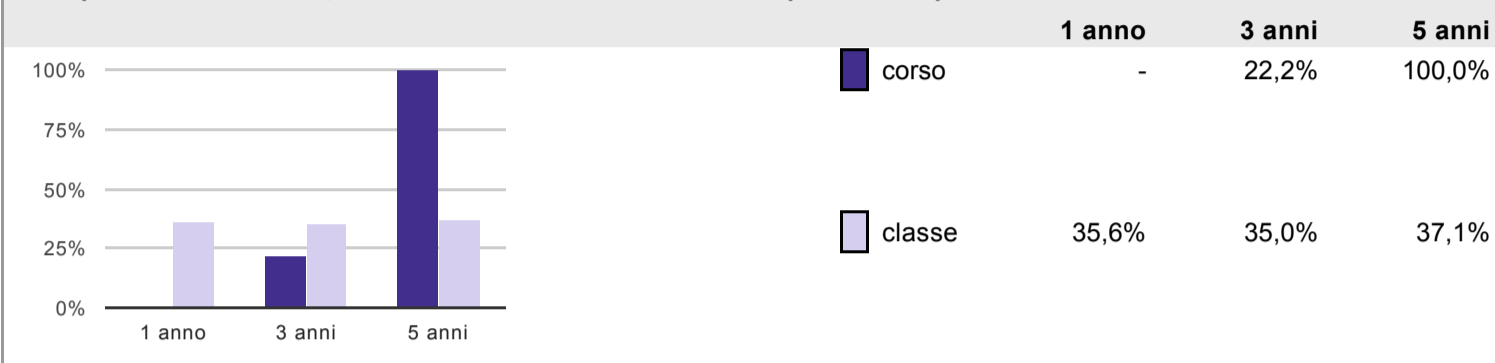 1 anno 3 anni 5 anni
100%
75%
50%
25%
0%
1 anno 3 anni 5 anni
corso - 22,2% 100,0%
classe 35,6% 35,0% 37,1%